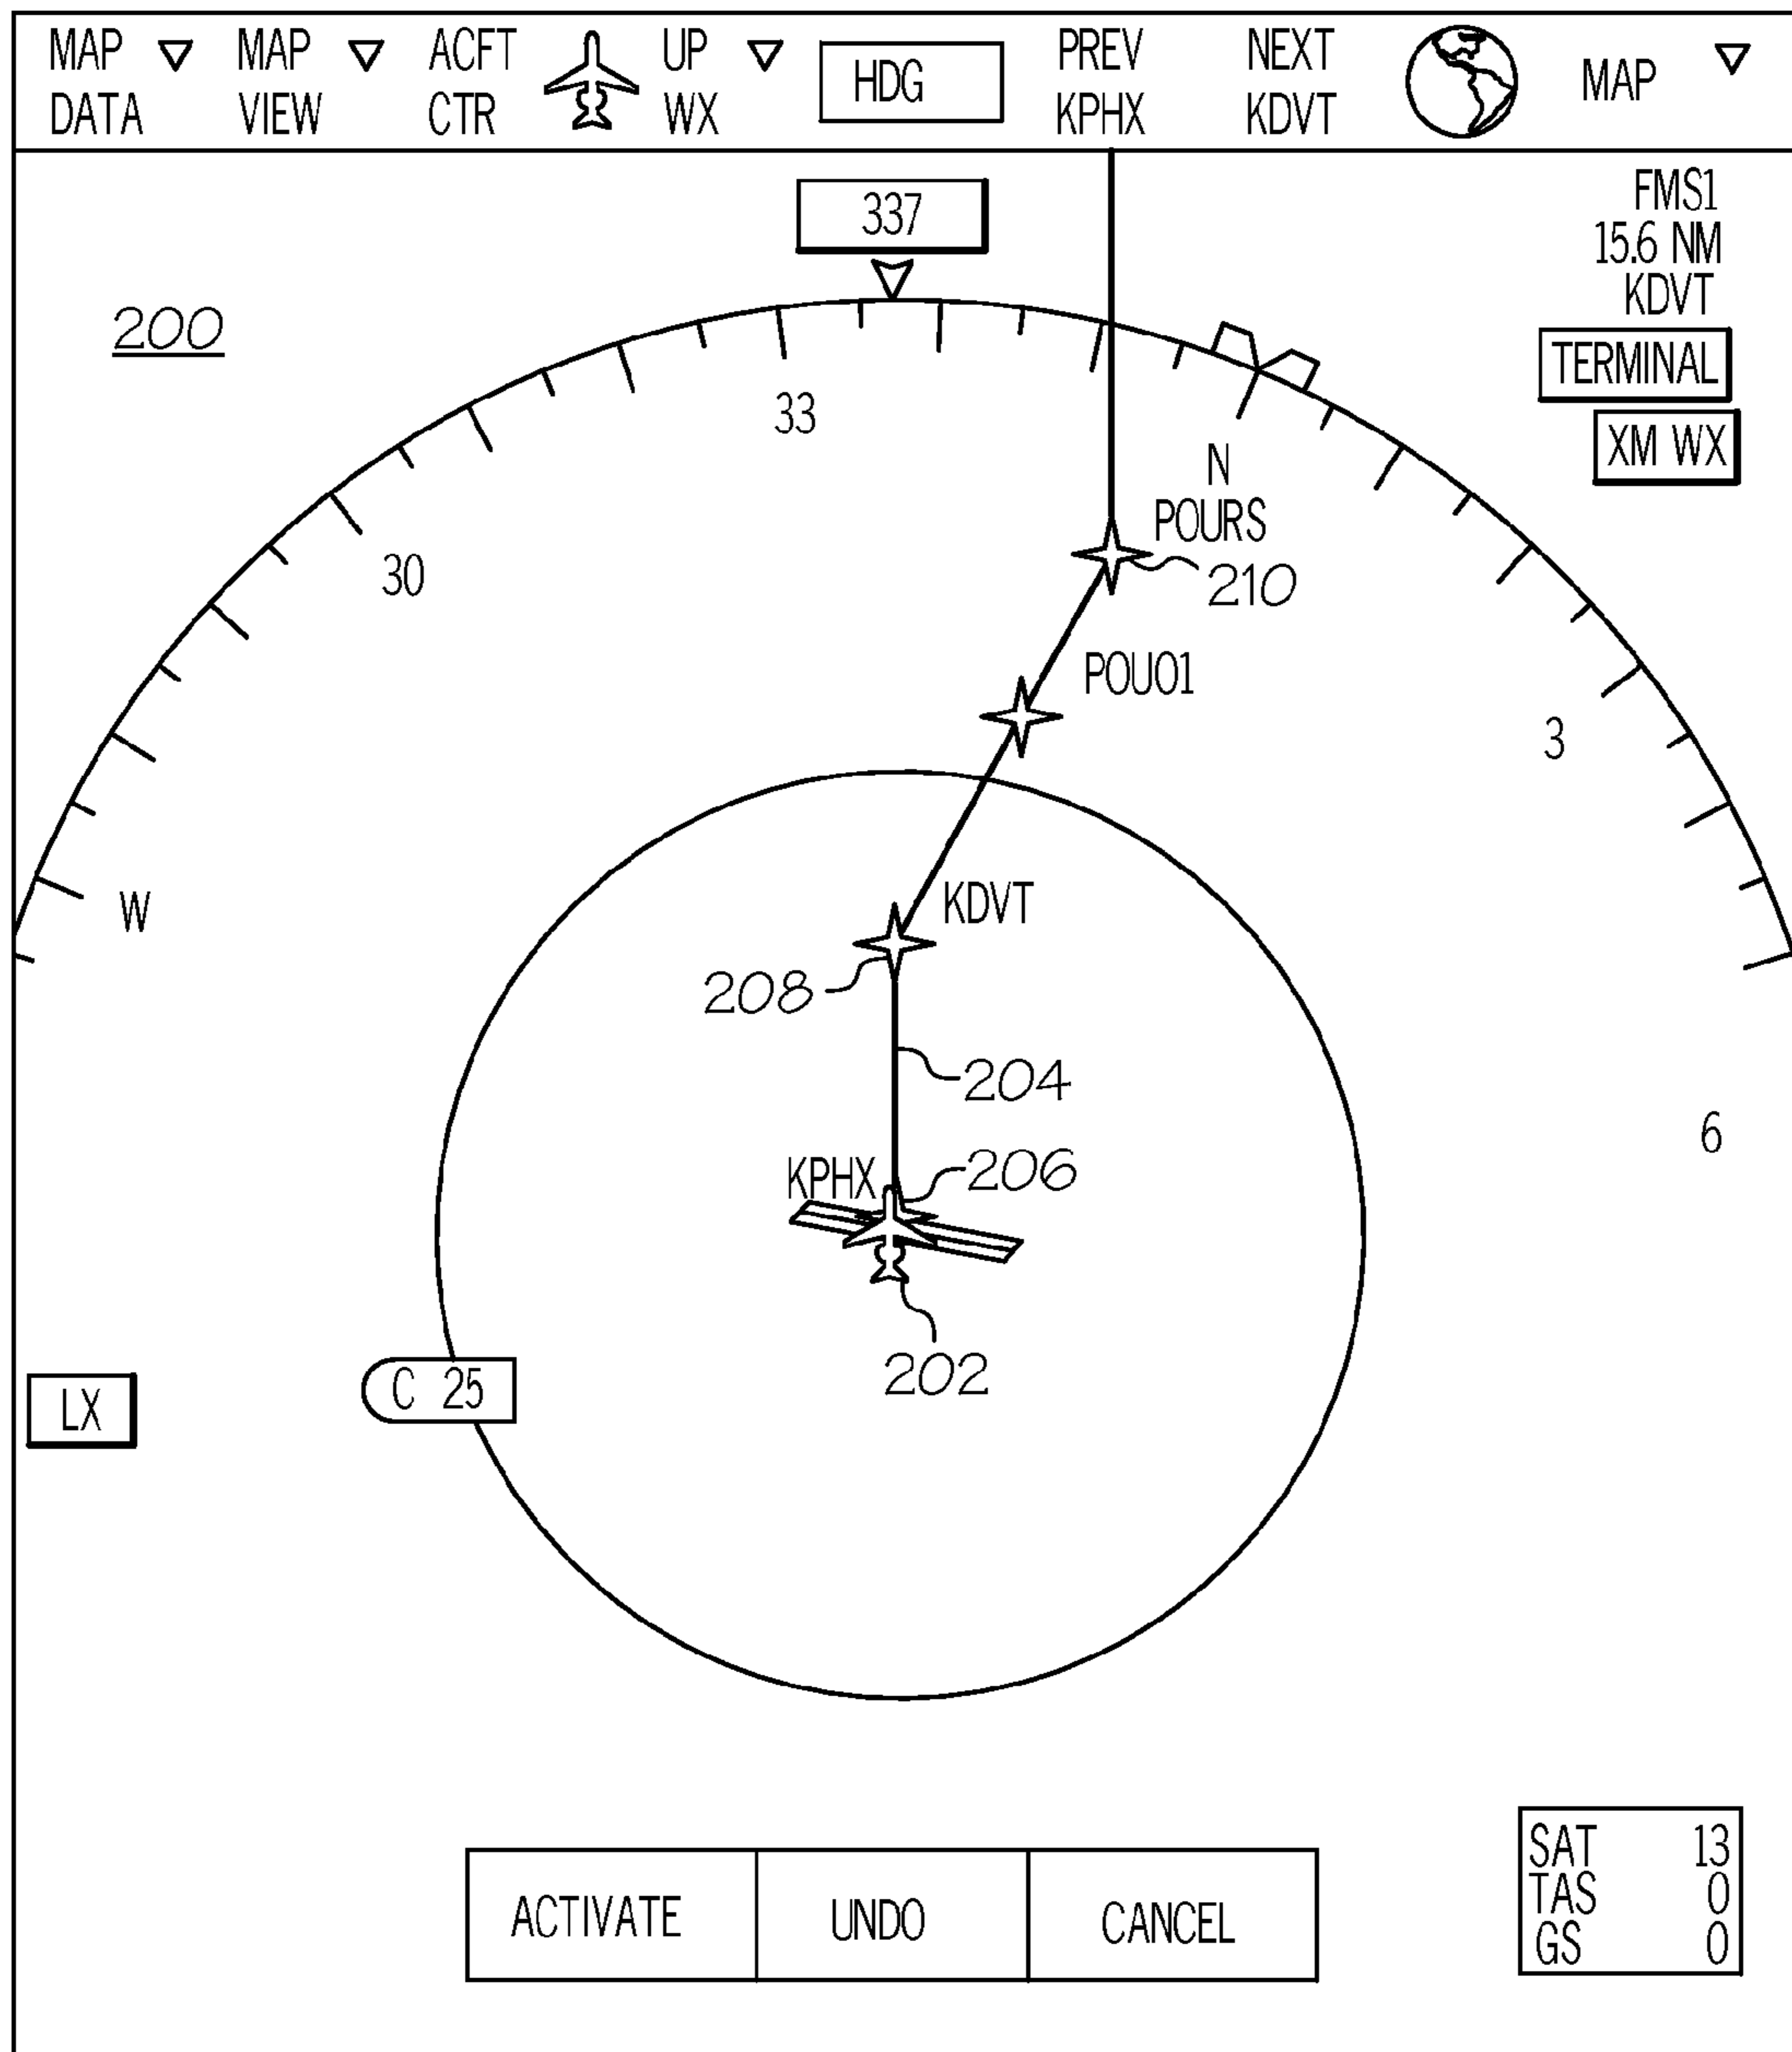 MAP DATA
MAP VIEW
ACFT CTR
UP WX
HDG
PREV KPHX
NEXT KDVT
MAP
337
FMS1
15.6 NM
KDVT
TERMINAL
XM WX
200
33
N
POURS
210
30
POU01
3
W
KDVT
208
204
6
KPHX
206
202
C 25
LX
SAT 13
TAS 0
GS 0
ACTIVATE
UNDO
CANCEL